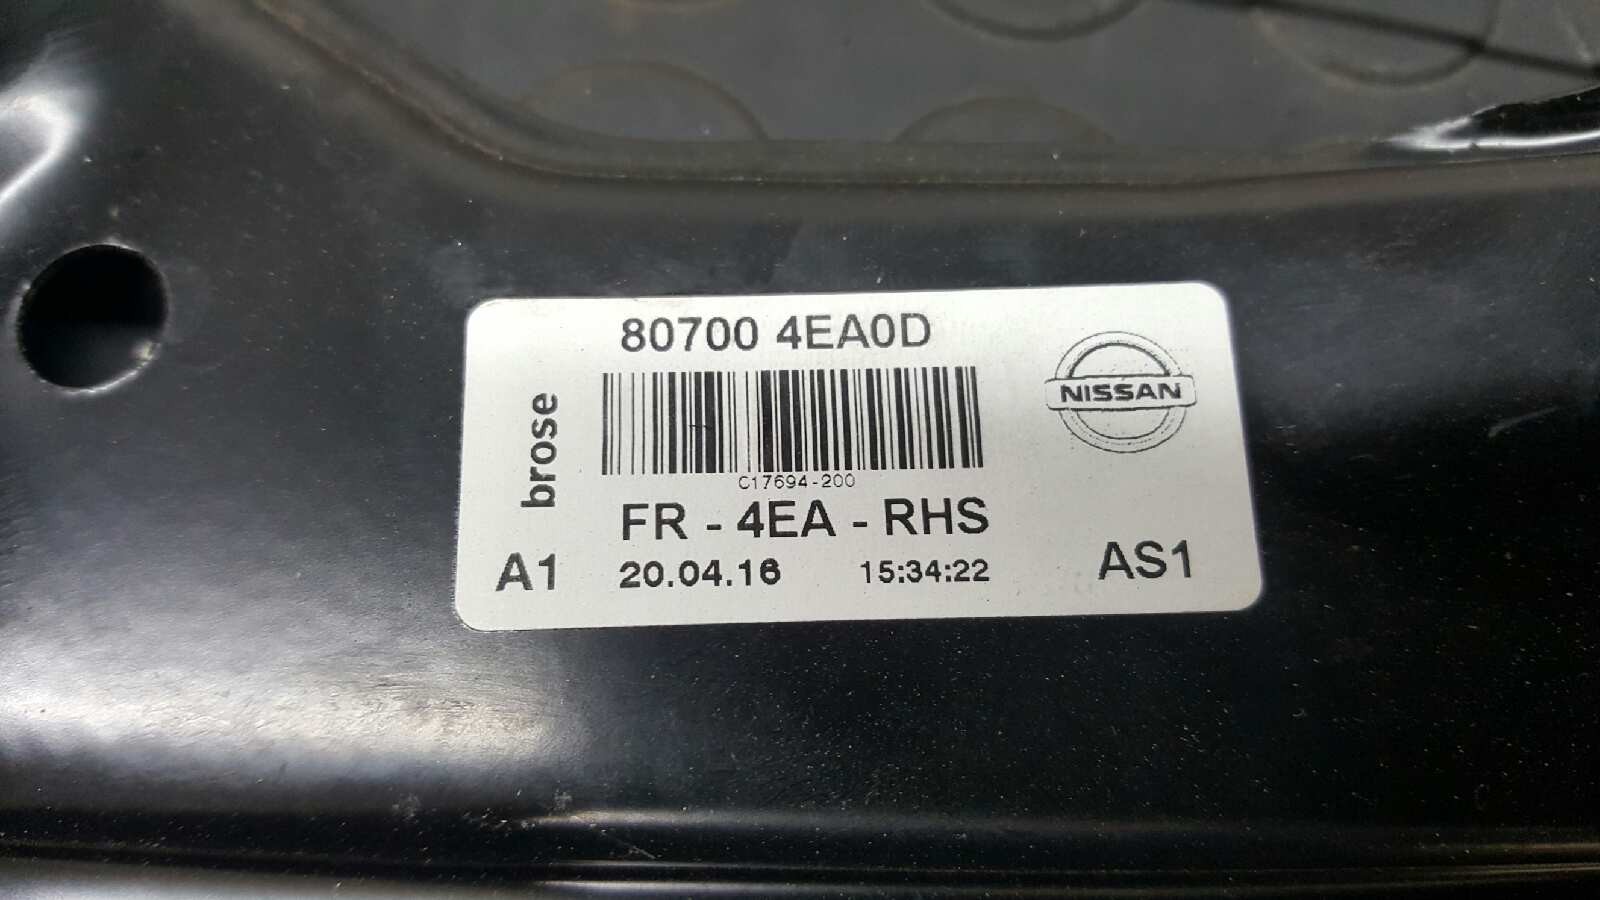 80700 4EA0D
NISSAN
brose
C17694-200
FR - 4EA - RHS
A1
20.04.16
15:34:22
AS1